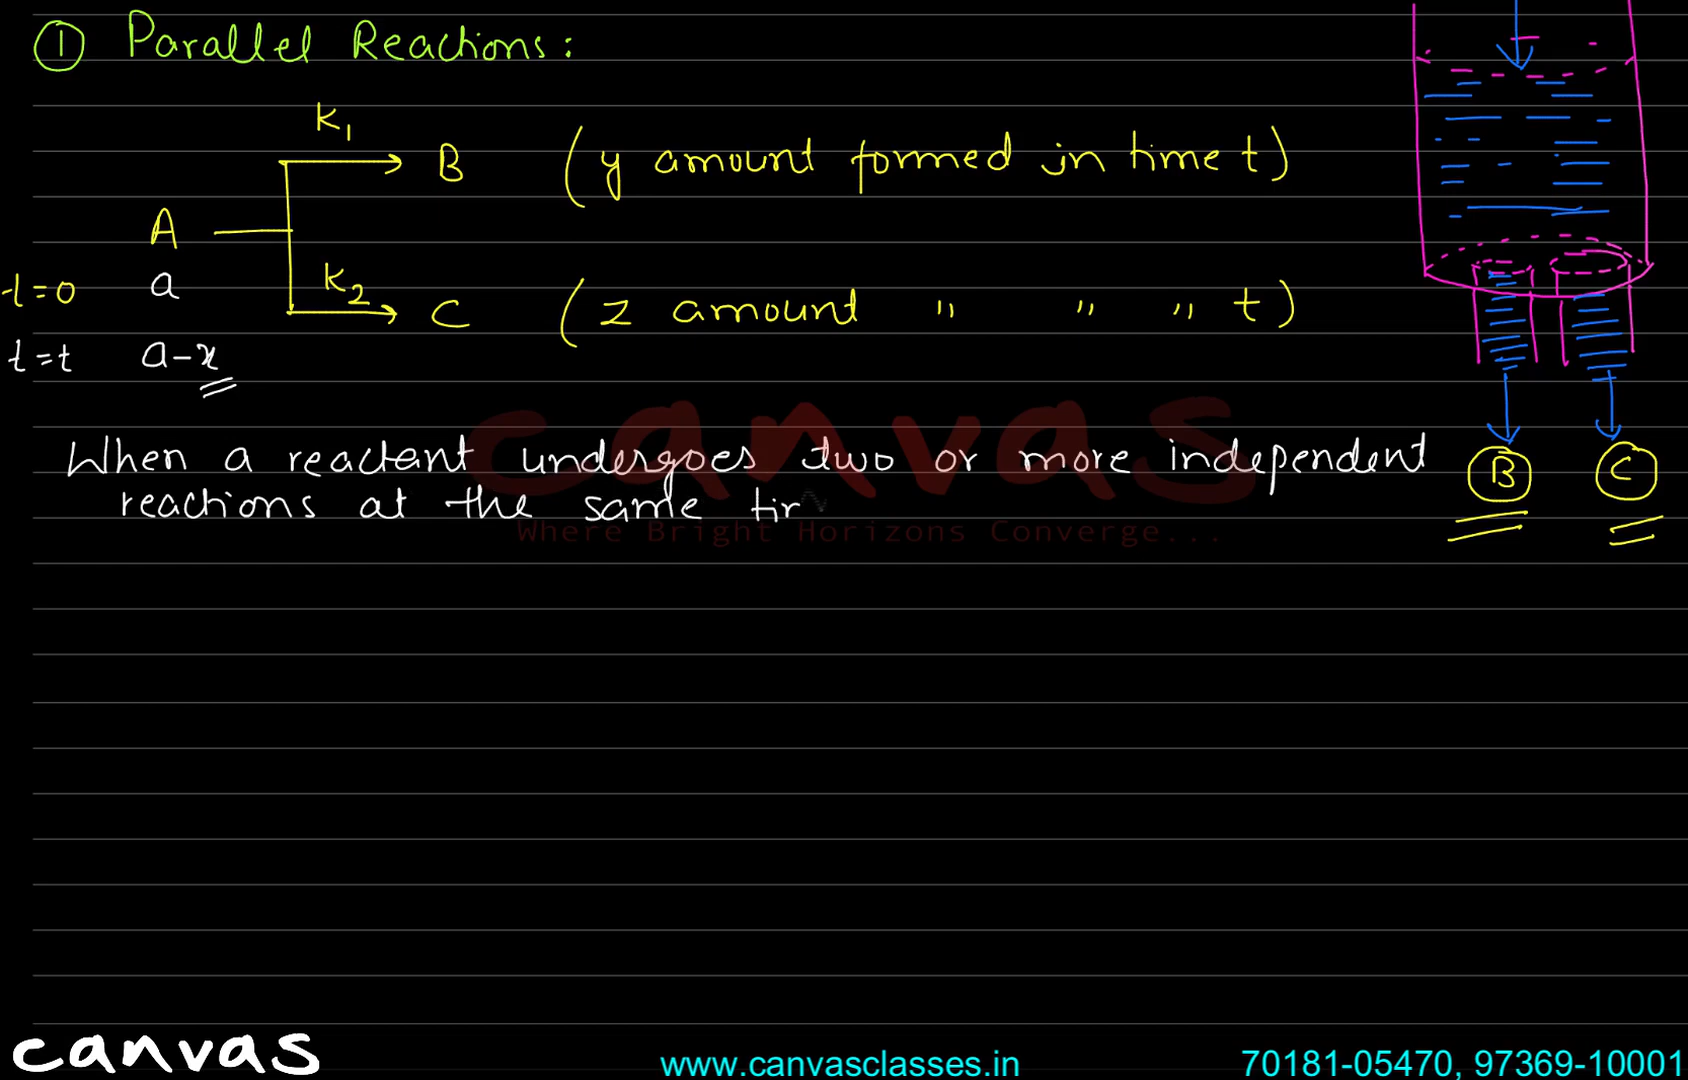 ① Parallel Reactions:
K₁
B (y amount formed in time t)
A
K₂
t=0 a
C (z amount " " " t)
t=t a-x
canvas
When a reactant undergoes two or more independent
B C
reactions at the same tir
Where Bright Horizons Converge...
canvas www.canvasclasses.in 70181-05470, 97369-10001